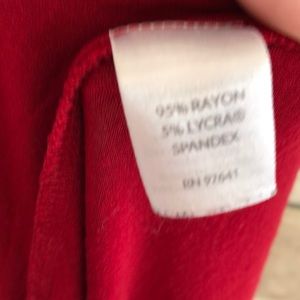 95% RAYON
5% LYCRA®
SPANDEX
RN 97641